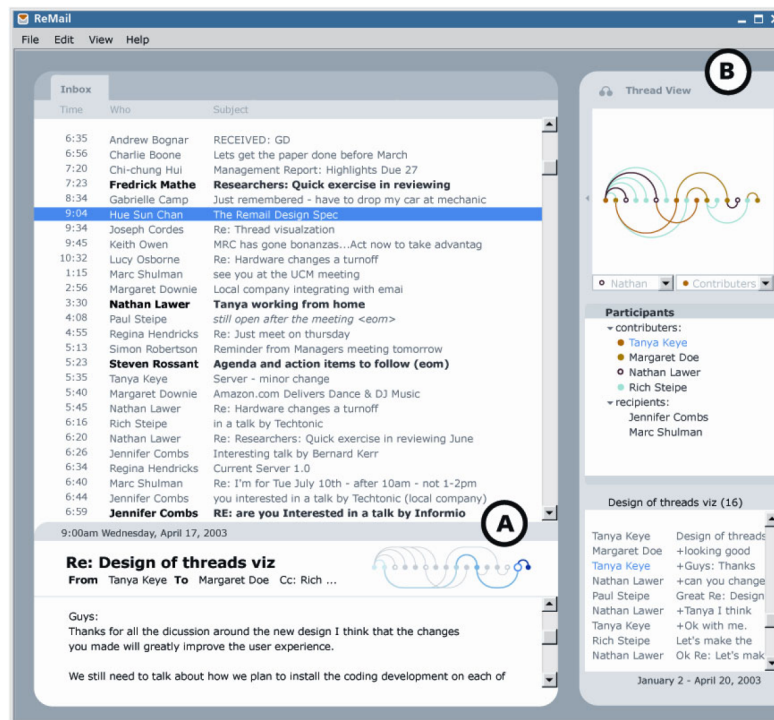 ReMail
File Edit View Help
Inbox
Time Who Subject
6:35 Andrew Bognar RECEIVED: GD
6:56 Charlie Boone Lets get the paper done before March
7:20 Chi-chung Hui Management Report: Highlights Due 27
7:23 Fredrick Mathe Researchers: Quick exercise in reviewing
8:34 Gabrielle Camp Just remembered - have to drop my car at mechanic
9:04 Hue Sun Chan The Remail Design Spec
9:34 Joseph Cordes Re: Thread visualzation
9:45 Keith Owen MRC has gone bonanzas...Act now to take advantag
10:32 Lucy Osborne Re: Hardware changes a turnoff
1:15 Marc Shulman see you at the UCM meeting
2:56 Margaret Downie Local company integrating with emai
3:30 Nathan Lawer Tanya working from home
4:08 Paul Steipe still open after the meeting <eom>
4:55 Regina Hendricks Re: Just meet on thursday
5:13 Simon Robertson Reminder from Managers meeting tomorrow
5:23 Steven Rossant Agenda and action items to follow (eom)
5:35 Tanya Keye Server - minor change
5:40 Margaret Downie Amazon.com Delivers Dance & DJ Music
5:45 Nathan Lawer Re: Hardware changes a turnoff
6:16 Rich Steipe in a talk by Techtonic
6:20 Nathan Lawer Re: Researchers: Quick exercise in reviewing June
6:26 Jennifer Combs Interesting talk by Bernard Kerr
6:34 Regina Hendricks Current Server 1.0
6:40 Marc Shulman Re: I'm for Tue July 10th - after 10am - not 1-2pm
6:44 Jennifer Combs you interested in a talk by Techtonic (local company)
6:59 Jennifer Combs RE: are you Interested in a talk by Informio
A
9:00am Wednesday, April 17, 2003
Re: Design of threads viz
From Tanya Keye To Margaret Doe Cc: Rich ...
Guys:
Thanks for all the dicussion around the new design I think that the changes
you made will greatly improve the user experience.
We still need to talk about how we plan to install the coding development on each of
B
Thread View
Nathan Contributers
Participants
contributers:
Tanya Keye
Margaret Doe
Nathan Lawer
Rich Steipe
recipients:
Jennifer Combs
Marc Shulman
Design of threads viz (16)
Tanya Keye Design of threads
Margaret Doe +looking good
Tanya Keye +Guys: Thanks
Nathan Lawer +can you change
Paul Steipe Great Re: Design
Nathan Lawer +Tanya I think
Tanya Keye +Ok with me.
Rich Steipe Let's make the
Nathan Lawer Ok Re: Let's mak
January 2 - April 20, 2003